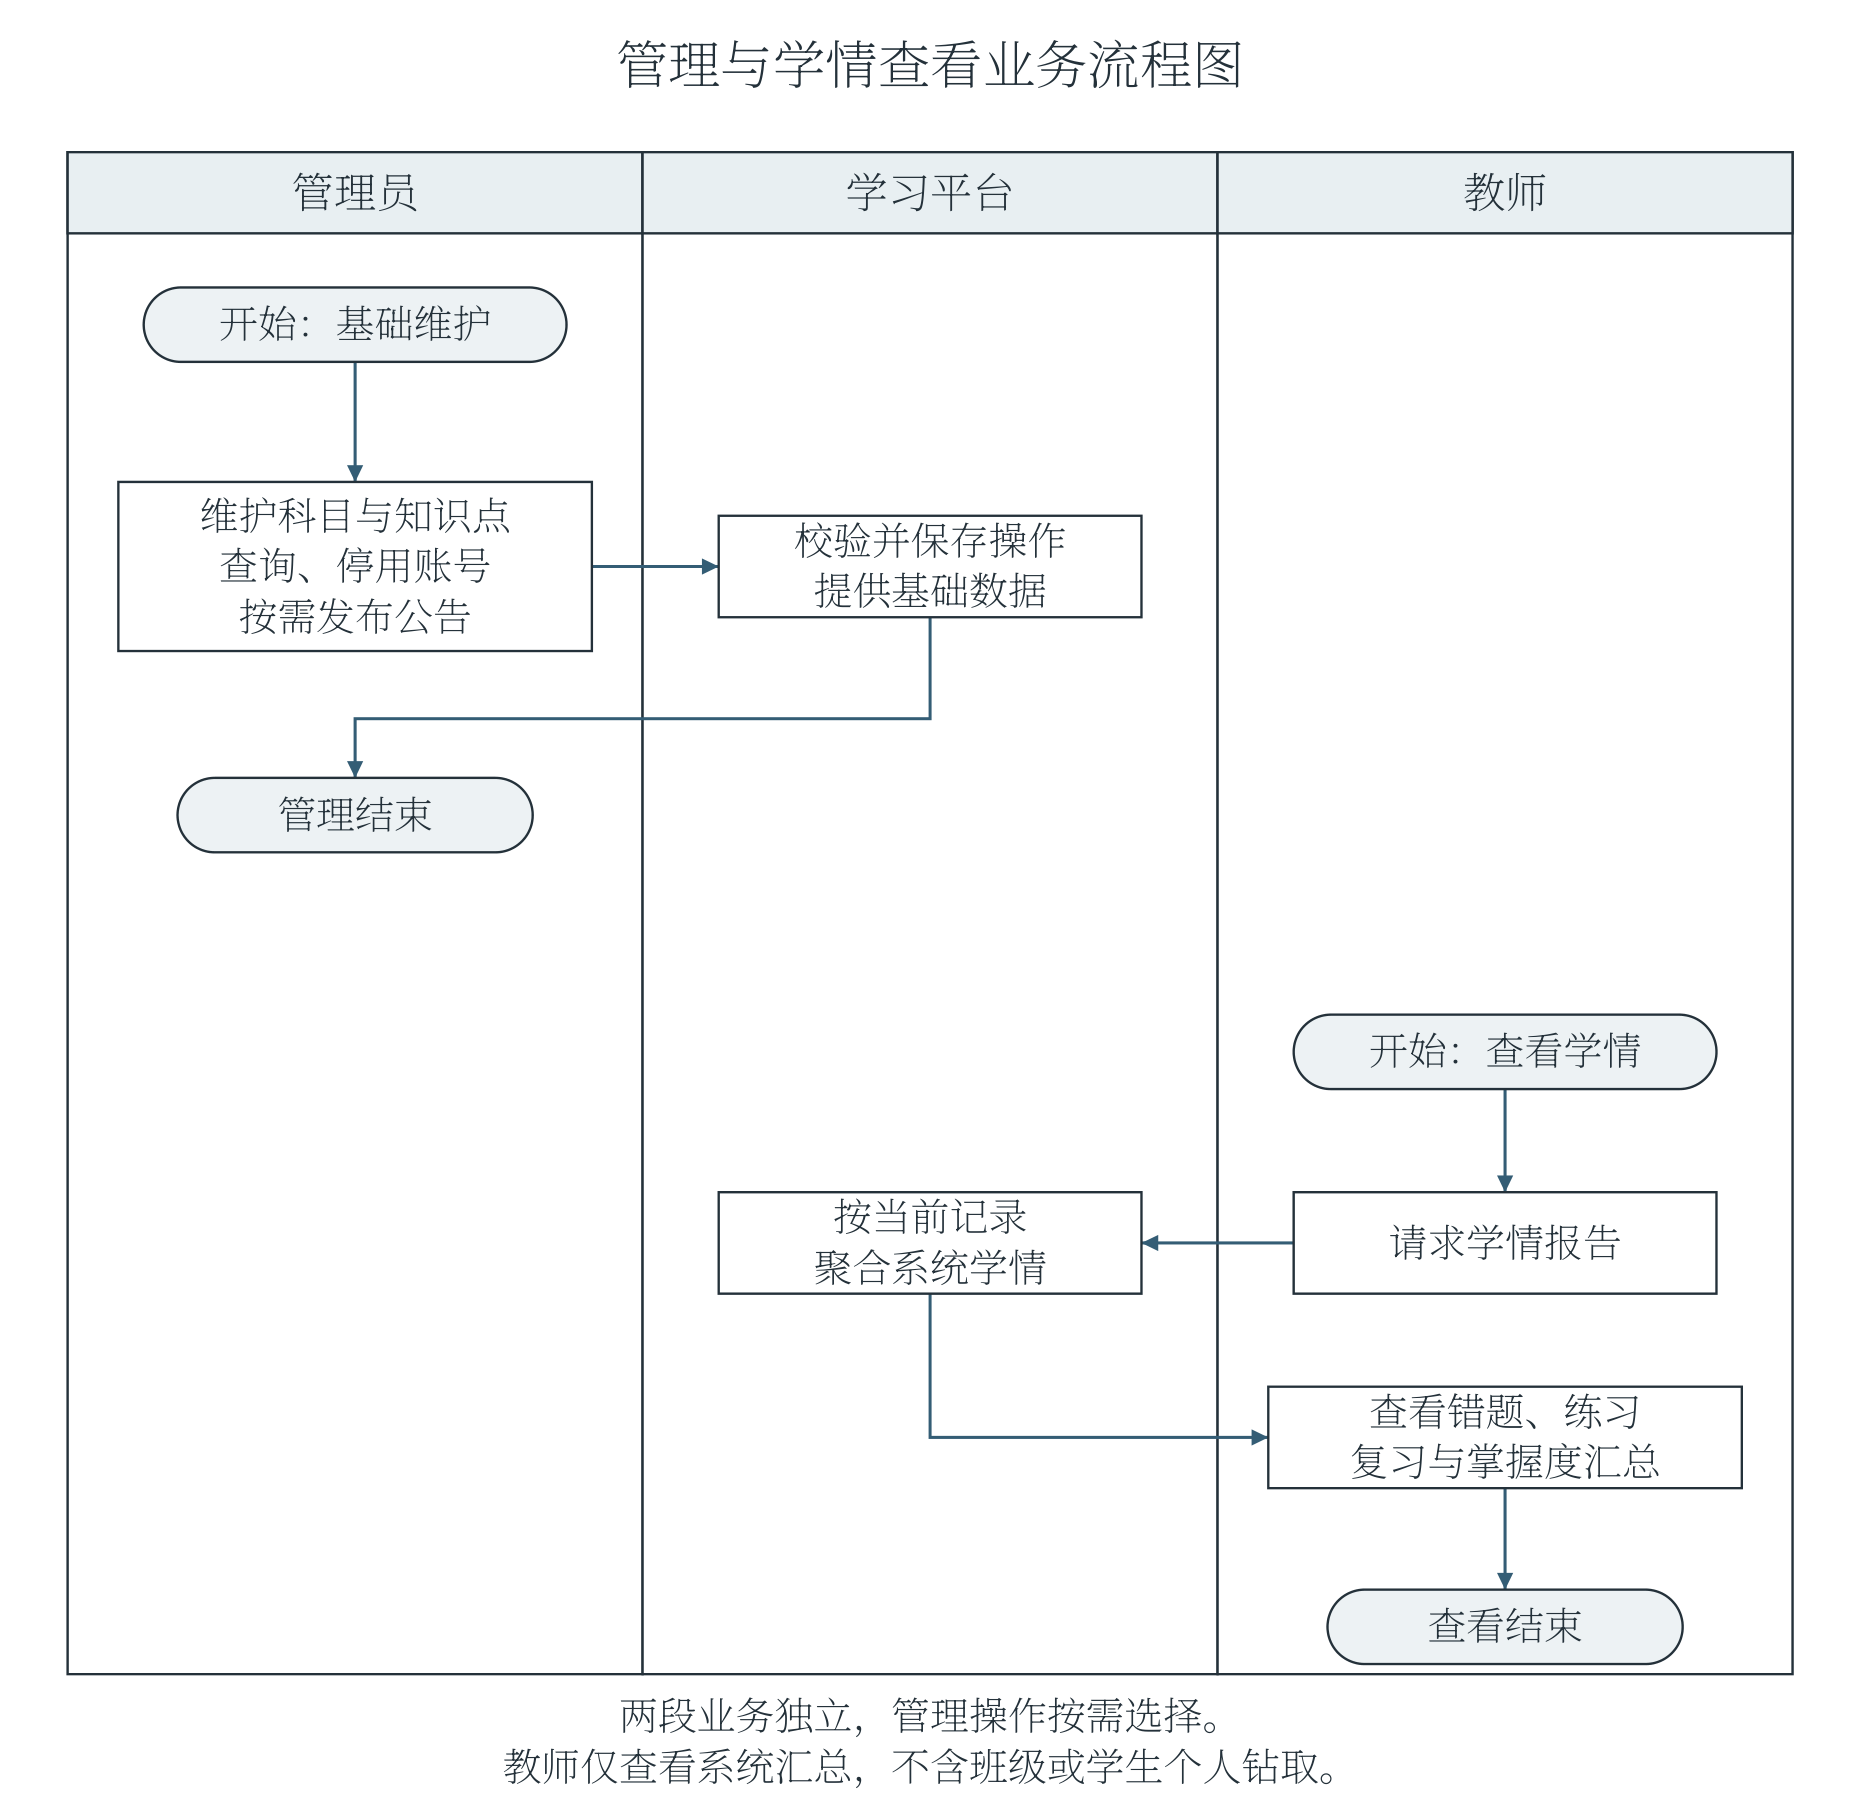 管理与学情查看业务流程图
管理员
学习平台
教师
开始：基础维护
维护科目与知识点
查询、停用账号
按需发布公告
校验并保存操作
提供基础数据
管理结束
开始：查看学情
请求学情报告
按当前记录
聚合系统学情
查看错题、练习
复习与掌握度汇总
查看结束
两段业务独立，管理操作按需选择。
教师仅查看系统汇总，不含班级或学生个人钻取。